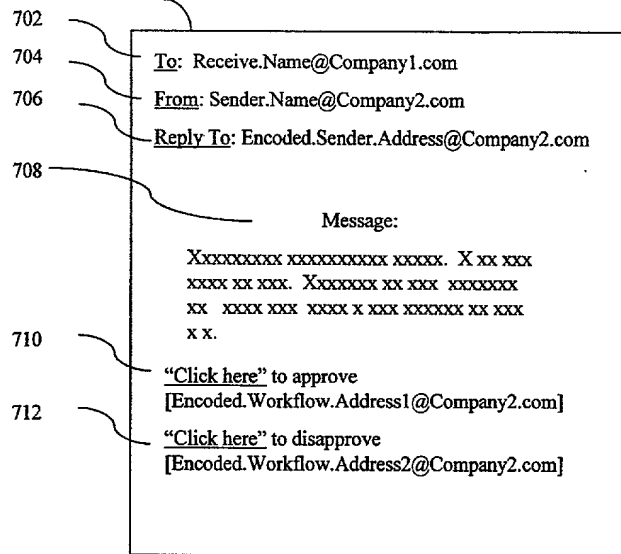 702
To: Receive.Name@Company1.com
704
From: Sender.Name@Company2.com
706
Reply To: Encoded.Sender.Address@Company2.com
708
Message:
Xxxxxxxxx xxxxxxxxxx xxxxx. X xx xxx
xxxx xx xxx. Xxxxxxx xx xxx xxxxxxx
xx xxxx xxx xxxx x xxx xxxxxx xx xxx
x x.
710
"Click here" to approve
[Encoded.Workflow.Address1@Company2.com]
712
"Click here" to disapprove
[Encoded.Workflow.Address2@Company2.com]